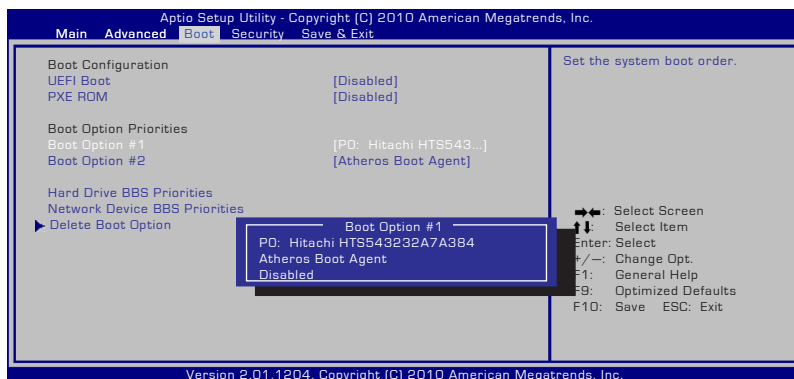 Aptio Setup Utility - Copyright (C) 2010 American Megatrends, Inc.
Main Advanced Boot Security Save & Exit
Boot Configuration
UEFI Boot [Disabled]
PXE ROM [Disabled]
Boot Option Priorities
Boot Option #1 [P0: Hitachi HTS543...]
Boot Option #2 [Atheros Boot Agent]
Hard Drive BBS Priorities
Network Device BBS Priorities
Delete Boot Option
Boot Option #1
P0: Hitachi HTS543232A7A384
Atheros Boot Agent
Disabled
Set the system boot order.
→←: Select Screen
↑↓: Select Item
Enter: Select
+/—: Change Opt.
F1: General Help
F9: Optimized Defaults
F10: Save ESC: Exit
Version 2.01.1204. Copyright (C) 2010 American Megatrends, Inc.